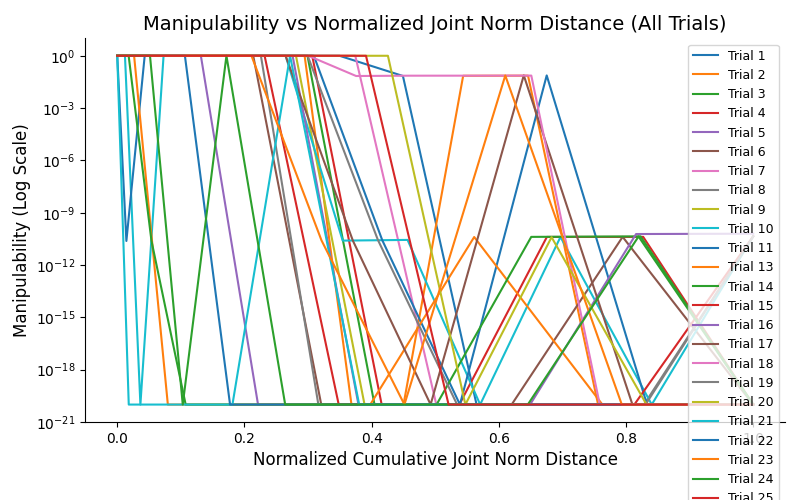 Manipulability vs Normalized Joint Norm Distance (All Trials)
Manipulability (Log Scale)
10^0
10^-3
10^-6
10^-9
10^-12
10^-15
10^-18
10^-21
0.0
0.2
0.4
0.6
0.8
Normalized Cumulative Joint Norm Distance
Trial 1
Trial 2
Trial 3
Trial 4
Trial 5
Trial 6
Trial 7
Trial 8
Trial 9
Trial 10
Trial 11
Trial 13
Trial 14
Trial 15
Trial 16
Trial 17
Trial 18
Trial 19
Trial 20
Trial 21
Trial 22
Trial 23
Trial 24
Trial 25